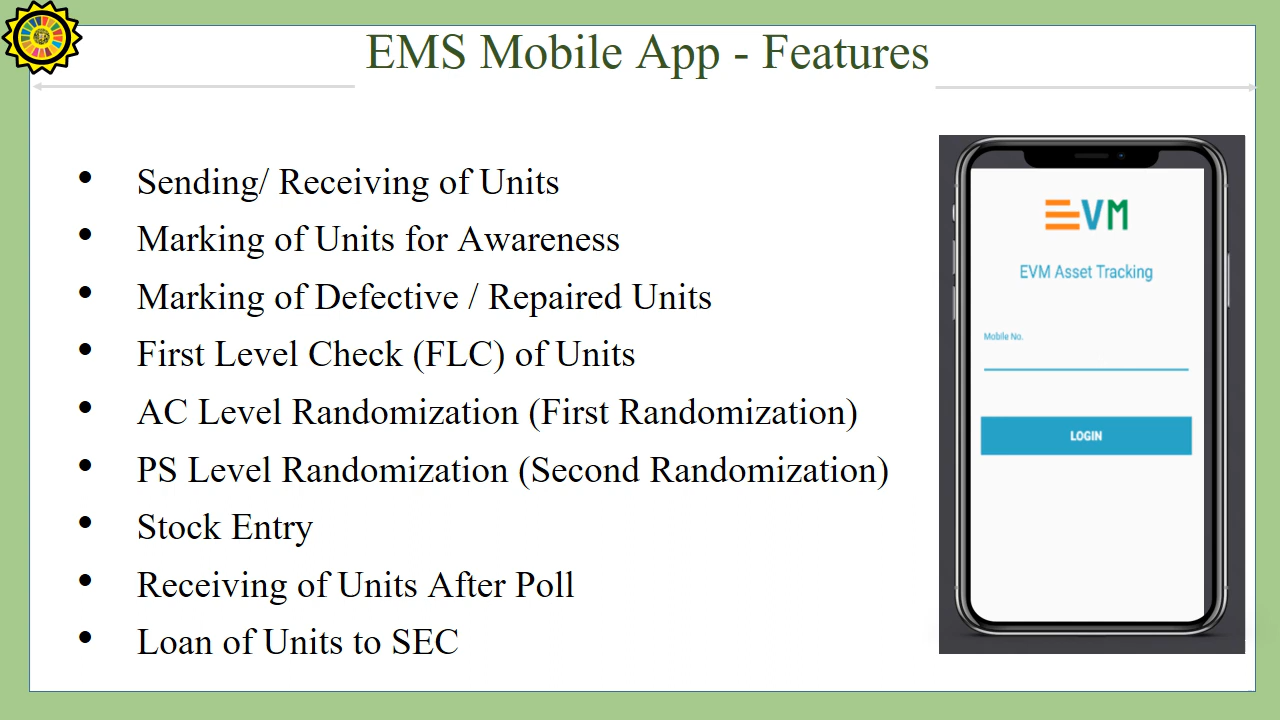 EMS Mobile App - Features
• Sending/ Receiving of Units
• Marking of Units for Awareness
• Marking of Defective / Repaired Units
• First Level Check (FLC) of Units
• AC Level Randomization (First Randomization)
• PS Level Randomization (Second Randomization)
• Stock Entry
• Receiving of Units After Poll
• Loan of Units to SEC
EVM
EVM Asset Tracking
Mobile No.
LOGIN